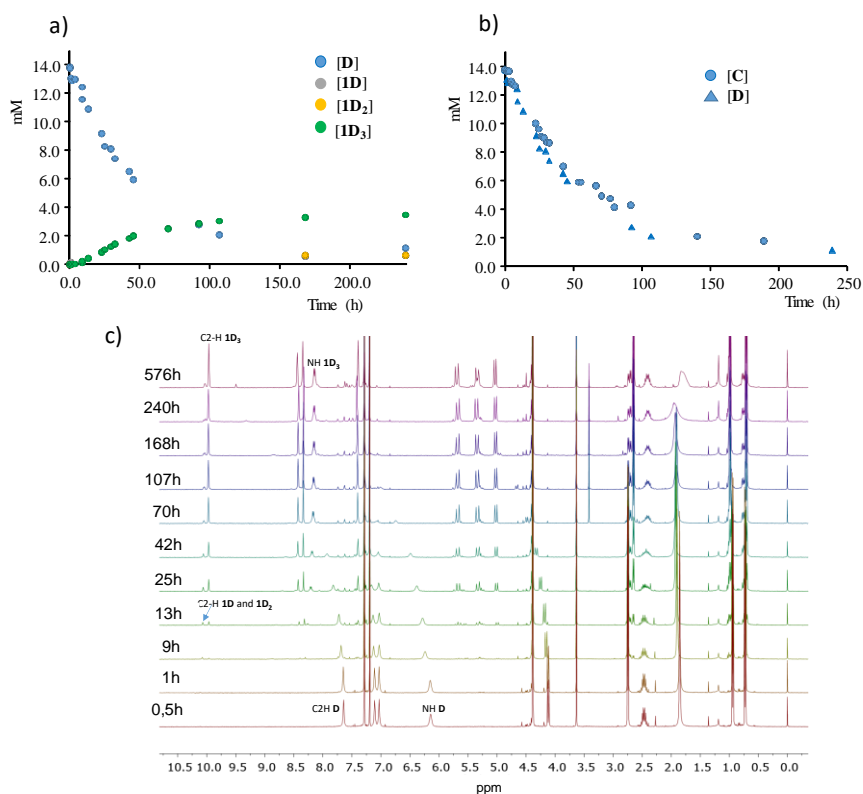 a)
14.0
12.0
10.0
8.0
6.0
4.0
2.0
0.0
mM
0.0
50.0
100.0
150.0
200.0
Time (h)
[D]
[1D]
[1D2]
[1D3]
b)
14.0
12.0
10.0
8.0
6.0
4.0
2.0
0.0
mM
0
50
100
150
200
250
Time (h)
[C]
[D]
c)
C2-H 1D3
NH 1D3
576h
240h
168h
107h
70h
42h
25h
C2-H 1D and 1D2
13h
9h
1h
0,5h
C2H D
NH D
10.5 10.0 9.5 9.0 8.5 8.0 7.5 7.0 6.5 6.0 5.5 5.0 4.5 4.0 3.5 3.0 2.5 2.0 1.5 1.0 0.5 0.0
ppm